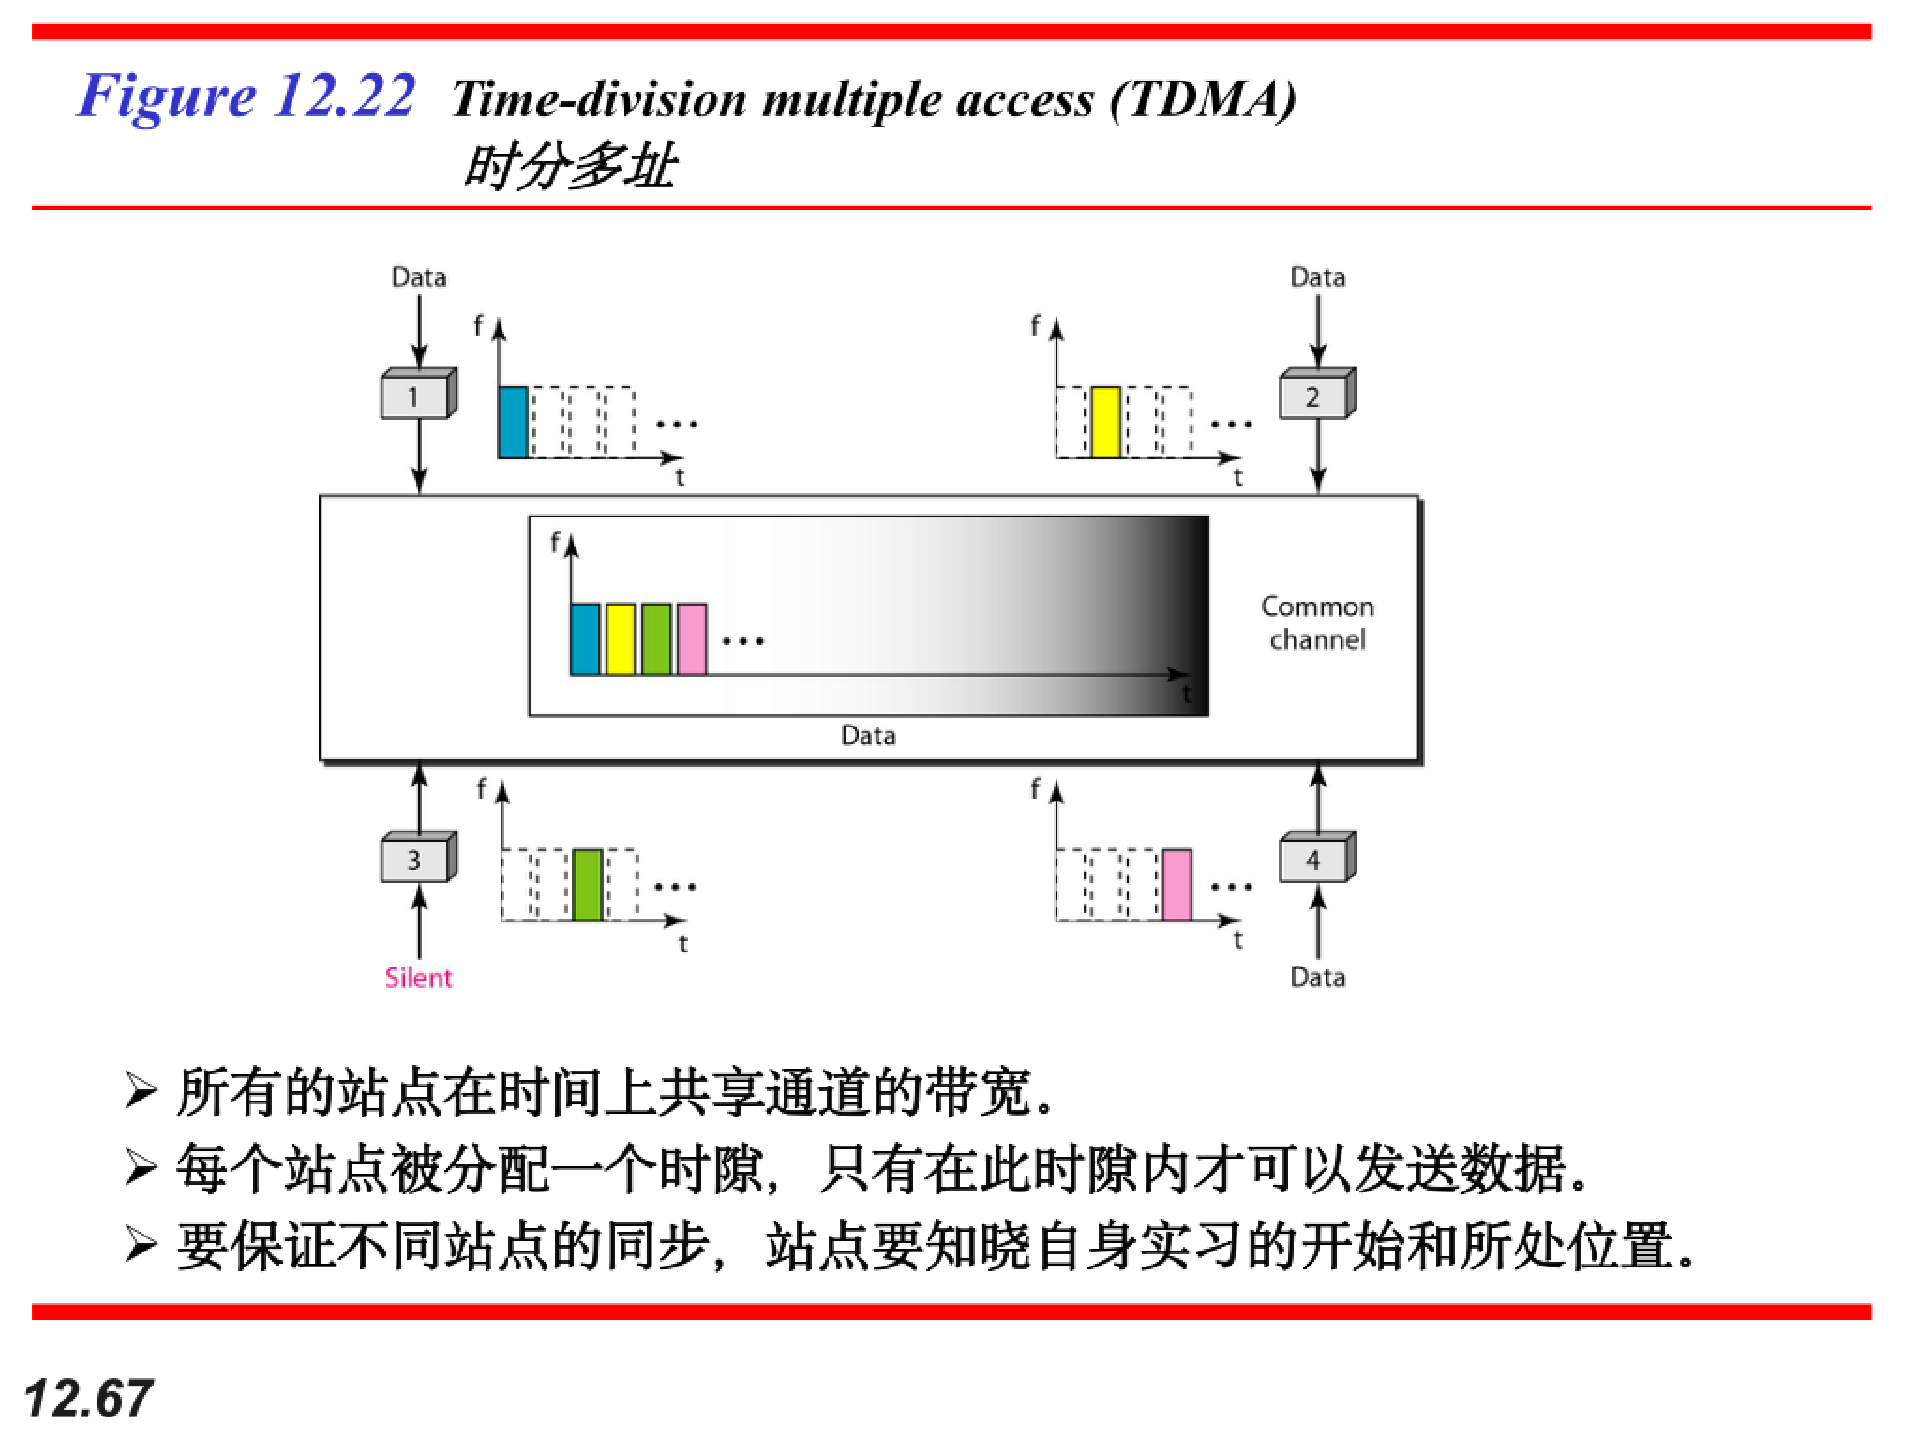 Figure 12.22 Time-division multiple access (TDMA)
时分多址
Data
Data
f
f
1
2
...
...
t
t
f
Common
channel
...
t
Data
f
f
3
4
...
...
t
t
Silent
Data
➢ 所有的站点在时间上共享通道的带宽。
➢ 每个站点被分配一个时隙，只有在此时隙内才可以发送数据。
➢ 要保证不同站点的同步，站点要知晓自身实习的开始和所处位置。
12.67